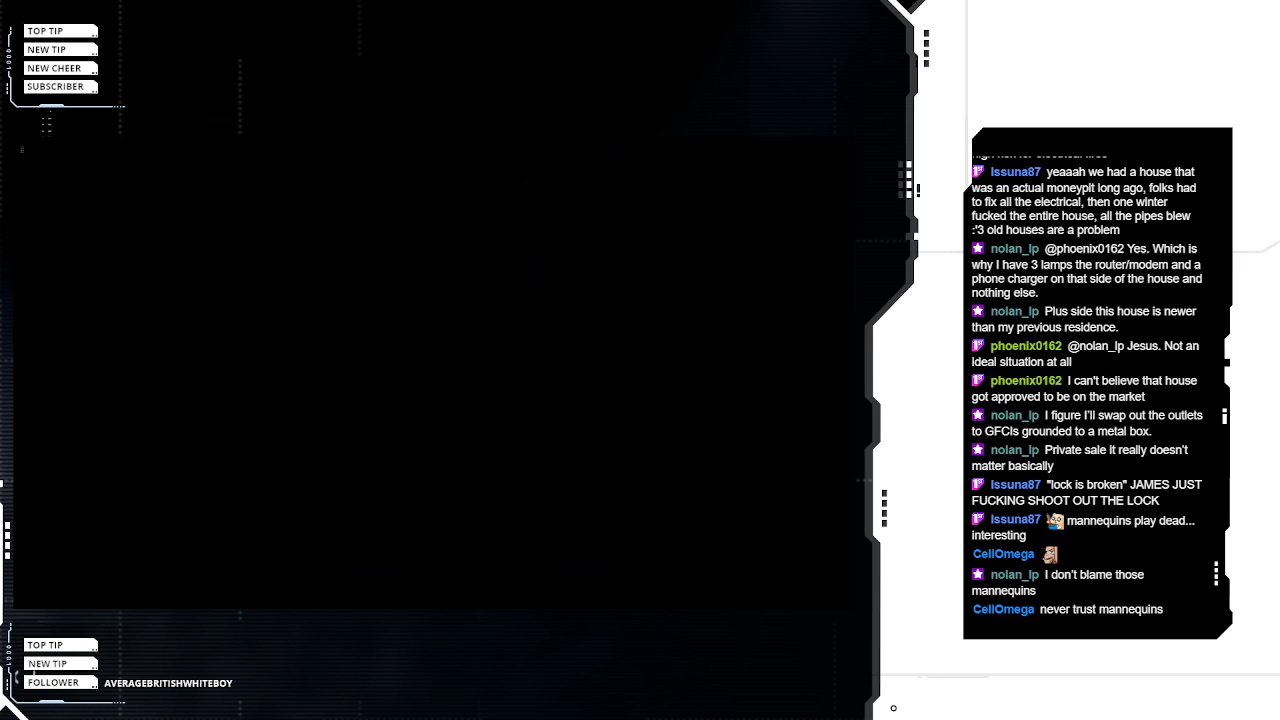 TOP TIP
NEW TIP
NEW CHEER
SUBSCRIBER
Issuna87 yeaaah we had a house that
was an actual moneypit long ago, folks had
to fix all the electrical, then one winter
fucked the entire house, all the pipes blew
:'3 old houses are a problem
nolan_lp @phoenix0162 Yes. Which is
why I have 3 lamps the router/modem and a
phone charger on that side of the house and
nothing else.
nolan_lp Plus side this house is newer
than my previous residence.
phoenix0162 @nolan_lp Jesus. Not an
ideal situation at all
phoenix0162 I can't believe that house
got approved to be on the market
nolan_lp I figure I'll swap out the outlets
to GFCIs grounded to a metal box.
nolan_lp Private sale it really doesn't
matter basically
Issuna87 "lock is broken" JAMES JUST
FUCKING SHOOT OUT THE LOCK
Issuna87 mannequins play dead...
interesting
CellOmega
nolan_lp I don't blame those
mannequins
CellOmega never trust mannequins
TOP TIP
NEW TIP
FOLLOWER AVERAGEBRITISHWHITEBOY